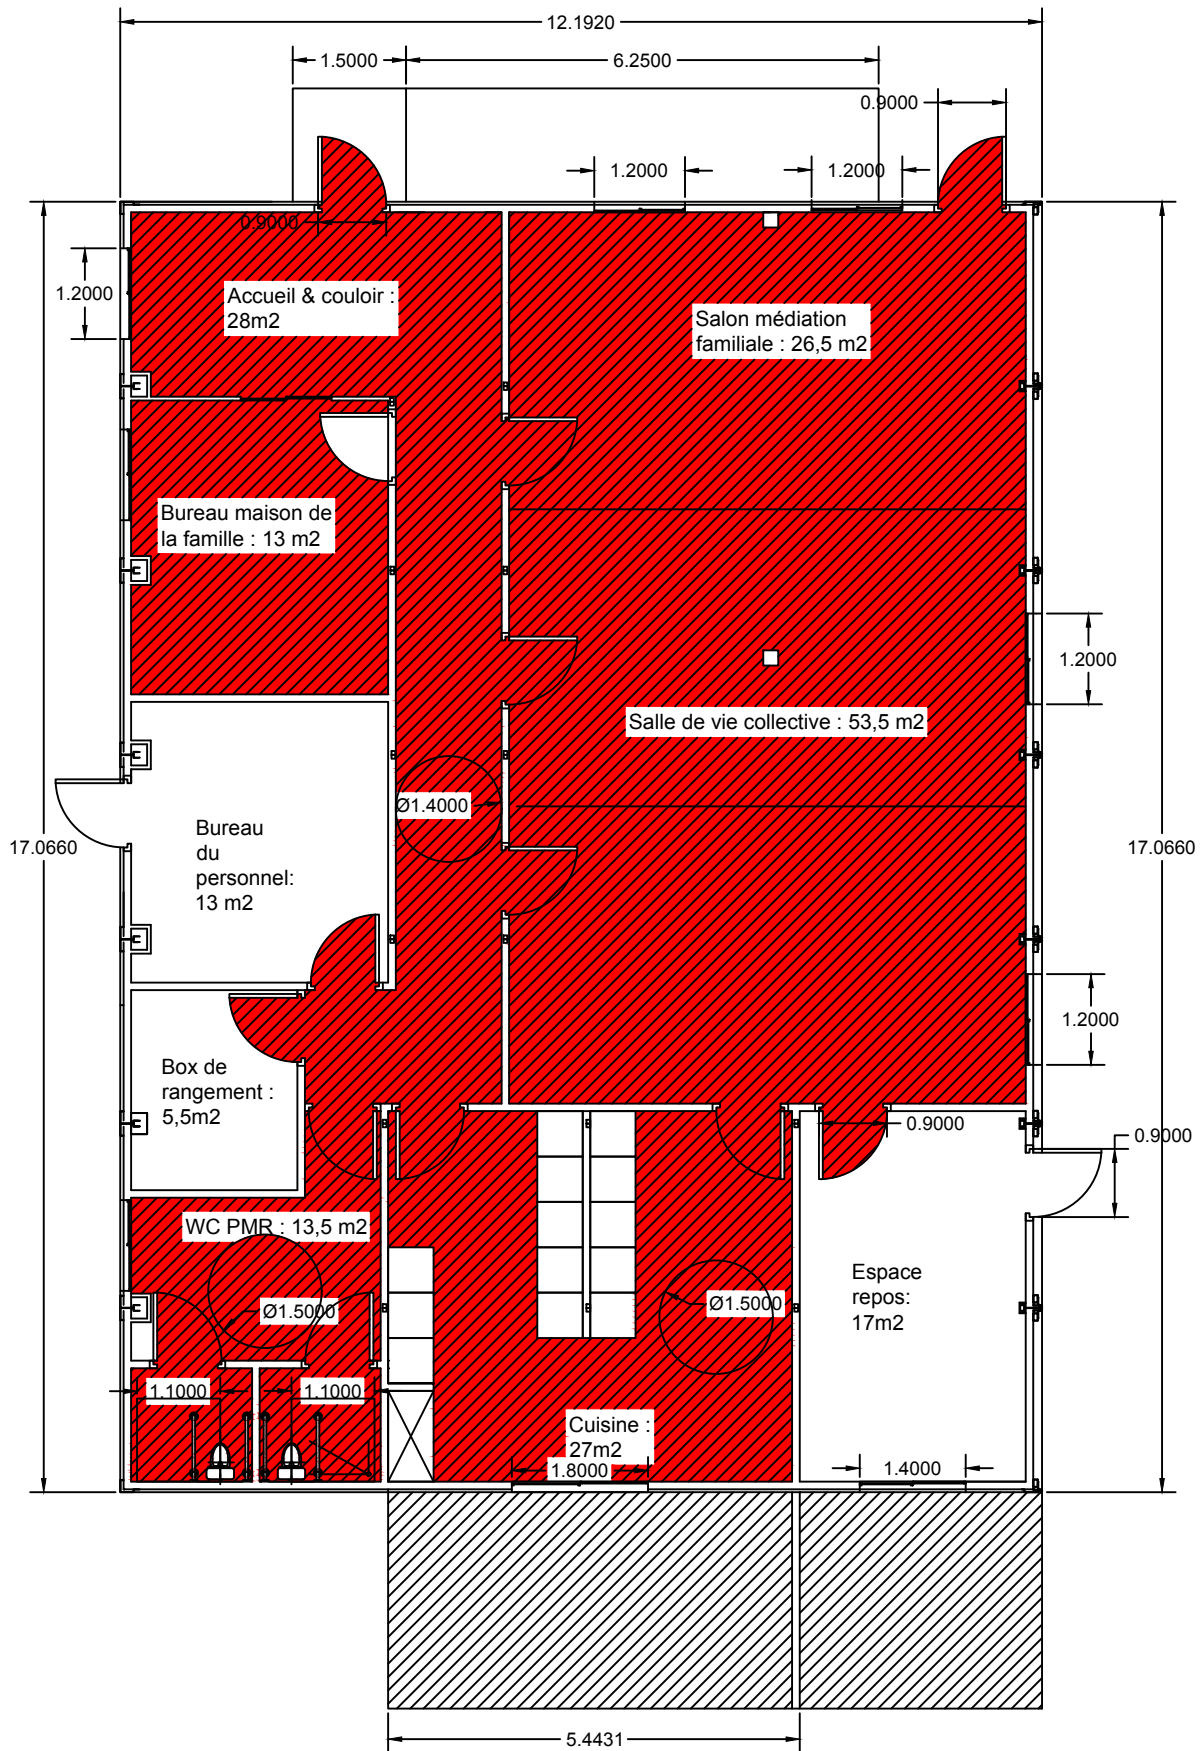 12.1920
1.5000
6.2500
0.9000
1.2000
1.2000
0.9000
1.2000
Accueil & couloir :
28m2
Salon médiation
familiale : 26,5 m2
Bureau maison de
la famille : 13 m2
1.2000
Salle de vie collective : 53,5 m2
Ø1.4000
17.0660
17.0660
Bureau
du
personnel:
13 m2
1.2000
Box de
rangement :
5,5m2
0.9000
0.9000
WC PMR : 13,5 m2
Espace
repos:
17m2
Ø1.5000
Ø1.5000
1.1000
1.1000
Cuisine :
27m2
1.8000
1.4000
5.4431